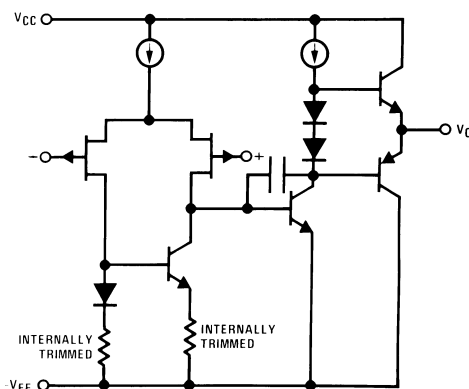 VCC
−
+
VO
INTERNALLY
TRIMMED
INTERNALLY
TRIMMED
-VEE